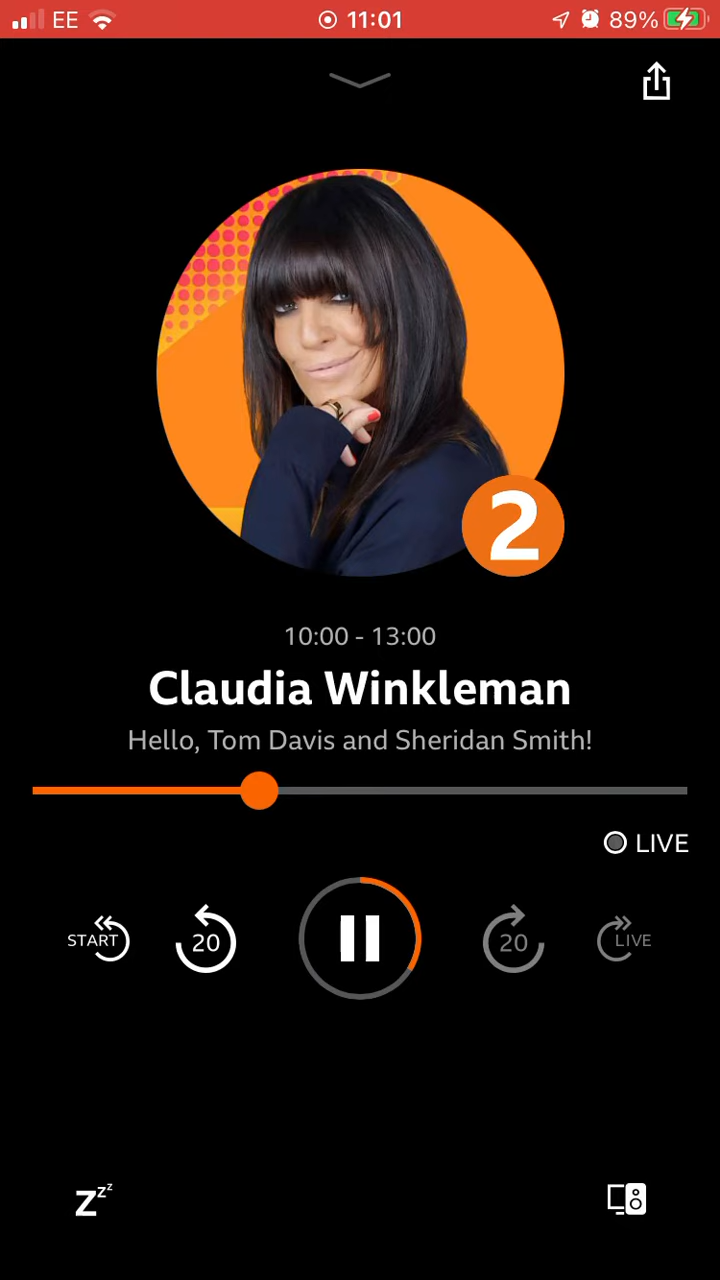 EE 11:01 89%
2
10:00 - 13:00
Claudia Winkleman
Hello, Tom Davis and Sheridan Smith!
LIVE
START 20 20 LIVE
Zzz